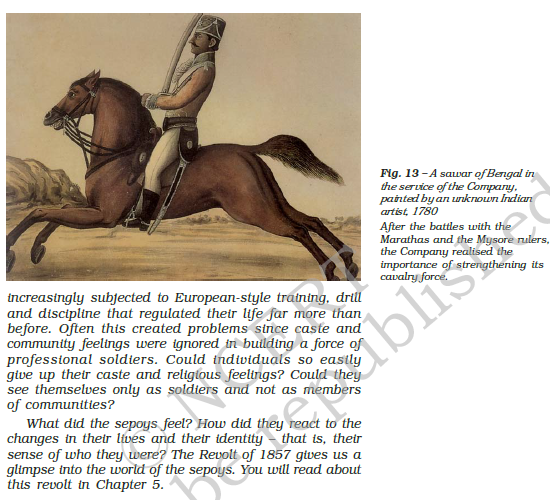 Fig. 13 – A sawar of Bengal in
the service of the Company,
painted by an unknown Indian
artist, 1780
After the battles with the
Marathas and the Mysore rulers,
the Company realised the
importance of strengthening its
cavalry force.
increasingly subjected to European-style training, drill
and discipline that regulated their life far more than
before. Often this created problems since caste and
community feelings were ignored in building a force of
professional soldiers. Could individuals so easily
give up their caste and religious feelings? Could they
see themselves only as soldiers and not as members
of communities?
What did the sepoys feel? How did they react to the
changes in their lives and their identity – that is, their
sense of who they were? The Revolt of 1857 gives us a
glimpse into the world of the sepoys. You will read about
this revolt in Chapter 5.
© NCERT
be republished